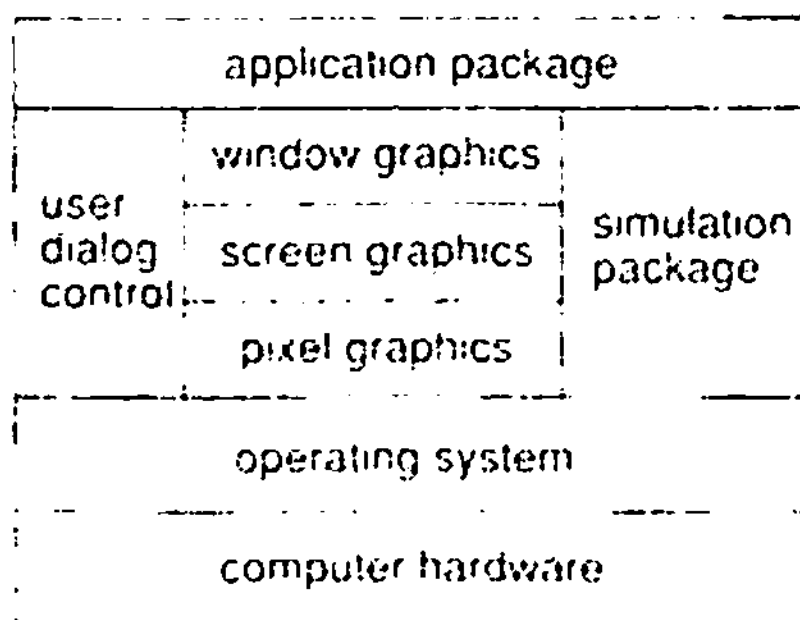 application package
user
dialog
control
window graphics
screen graphics
pixel graphics
simulation
package
operating system
computer hardware